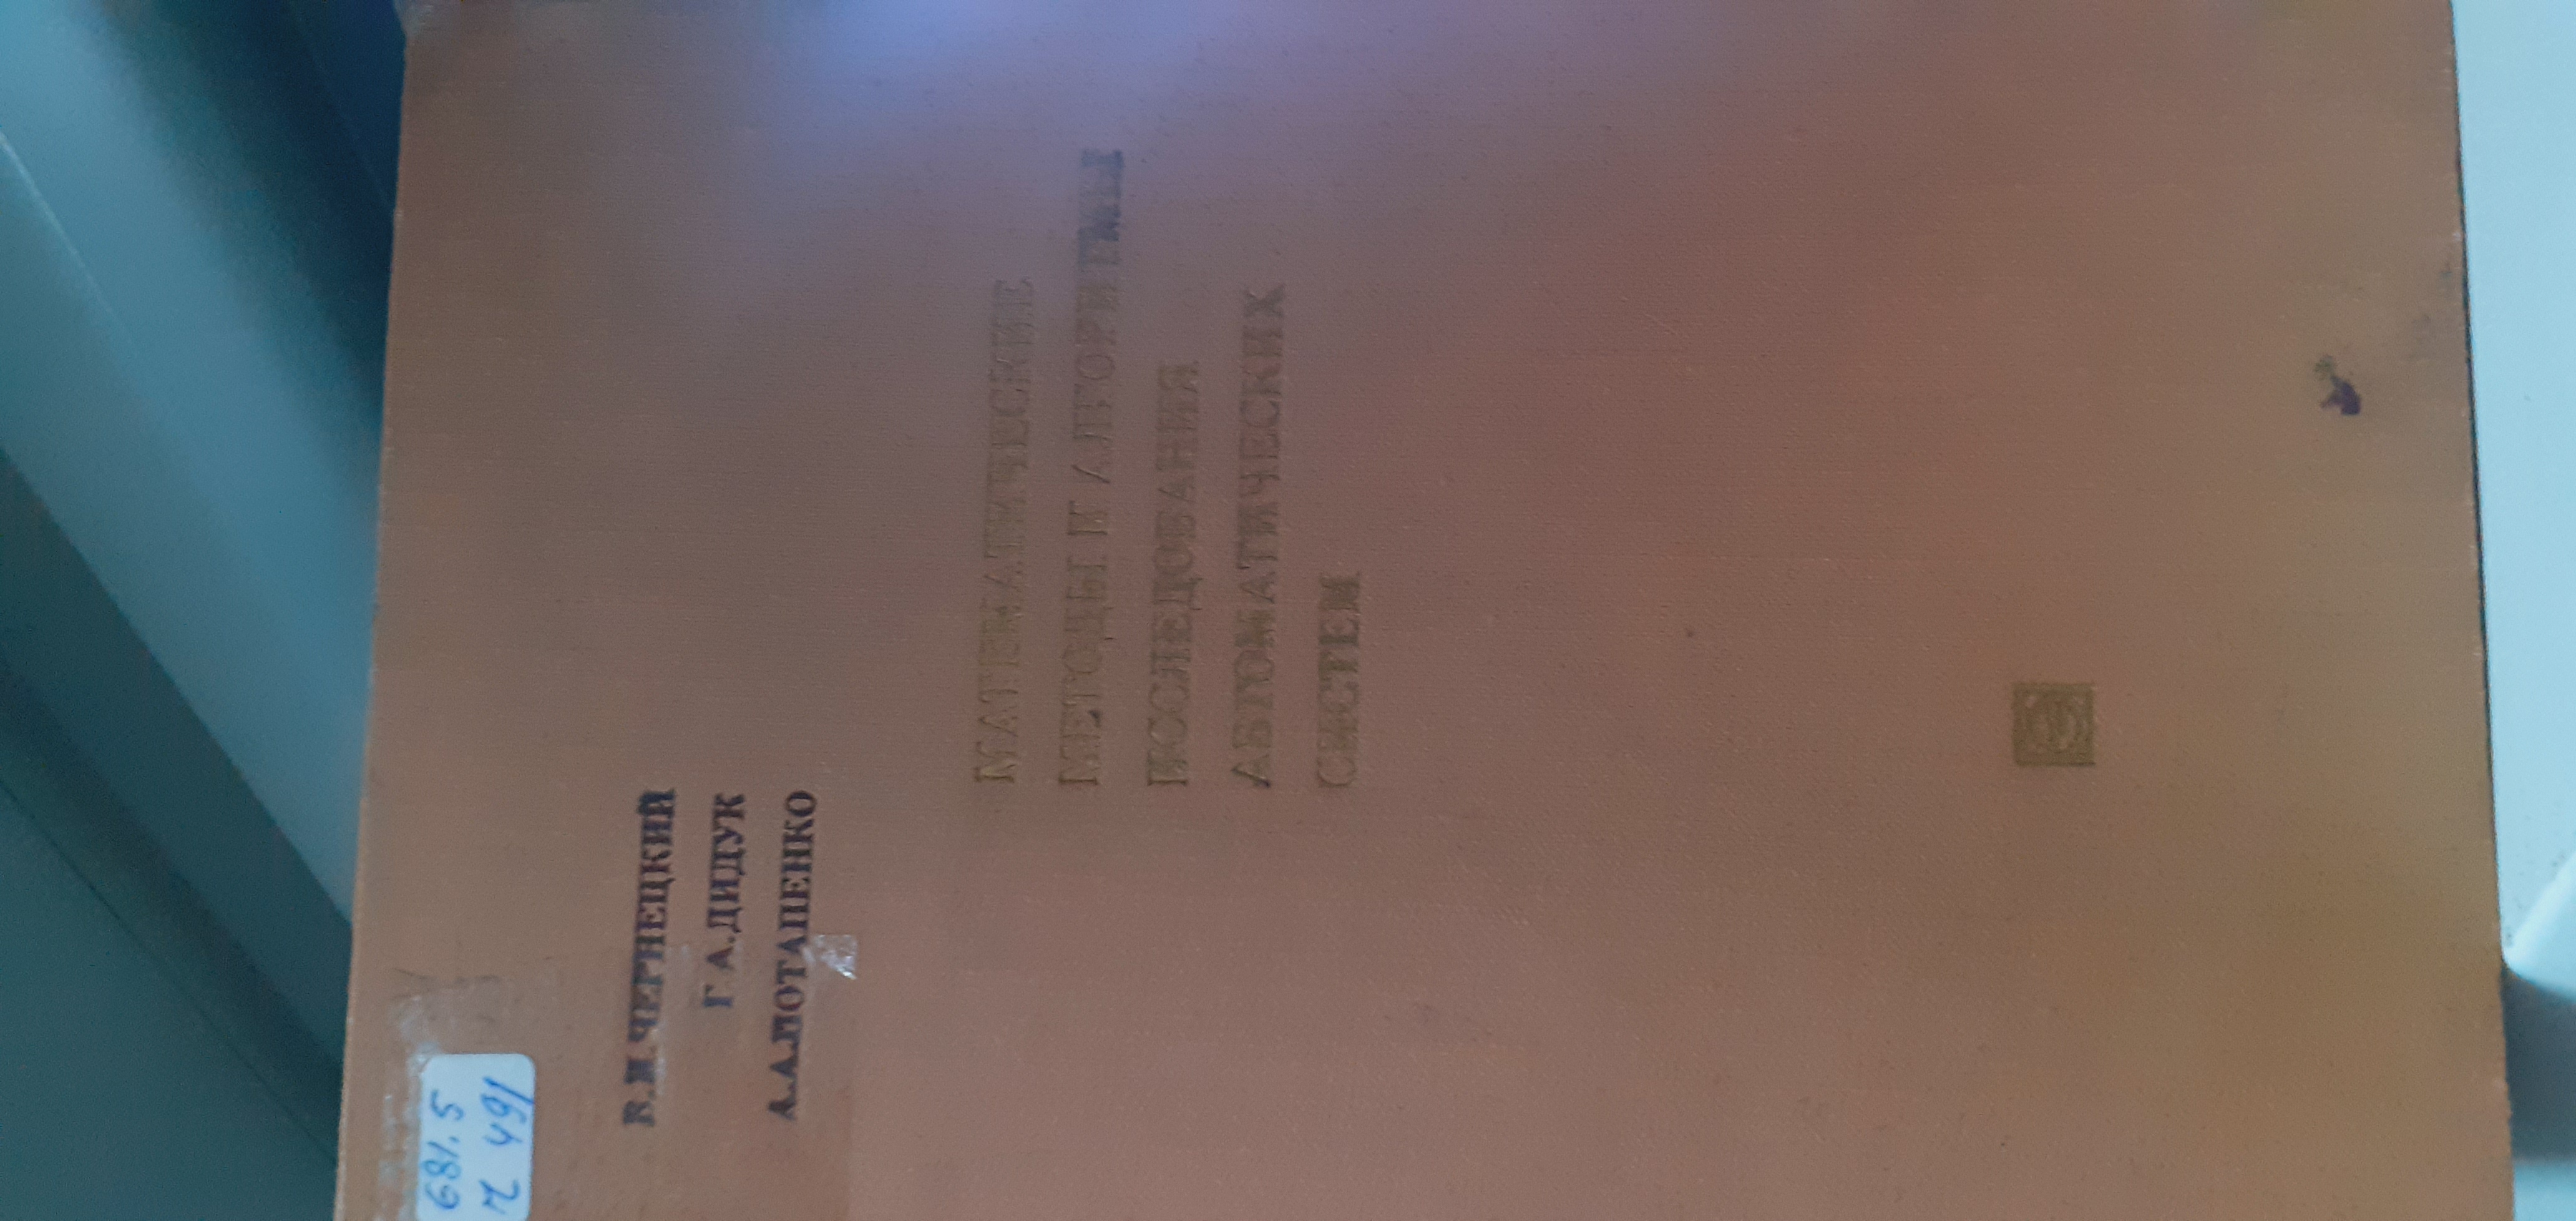 681.5
Ч 491
В.И.ЧЕРНЕЦКИЙ
Г.А.ДИДУК
А.А.ПОТАПЕНКО
МАТЕМАТИЧЕСКИЕ
МЕТОДЫ И АЛГОРИТМЫ
ИССЛЕДОВАНИЯ
АВТОМАТИЧЕСКИХ
СИСТЕМ